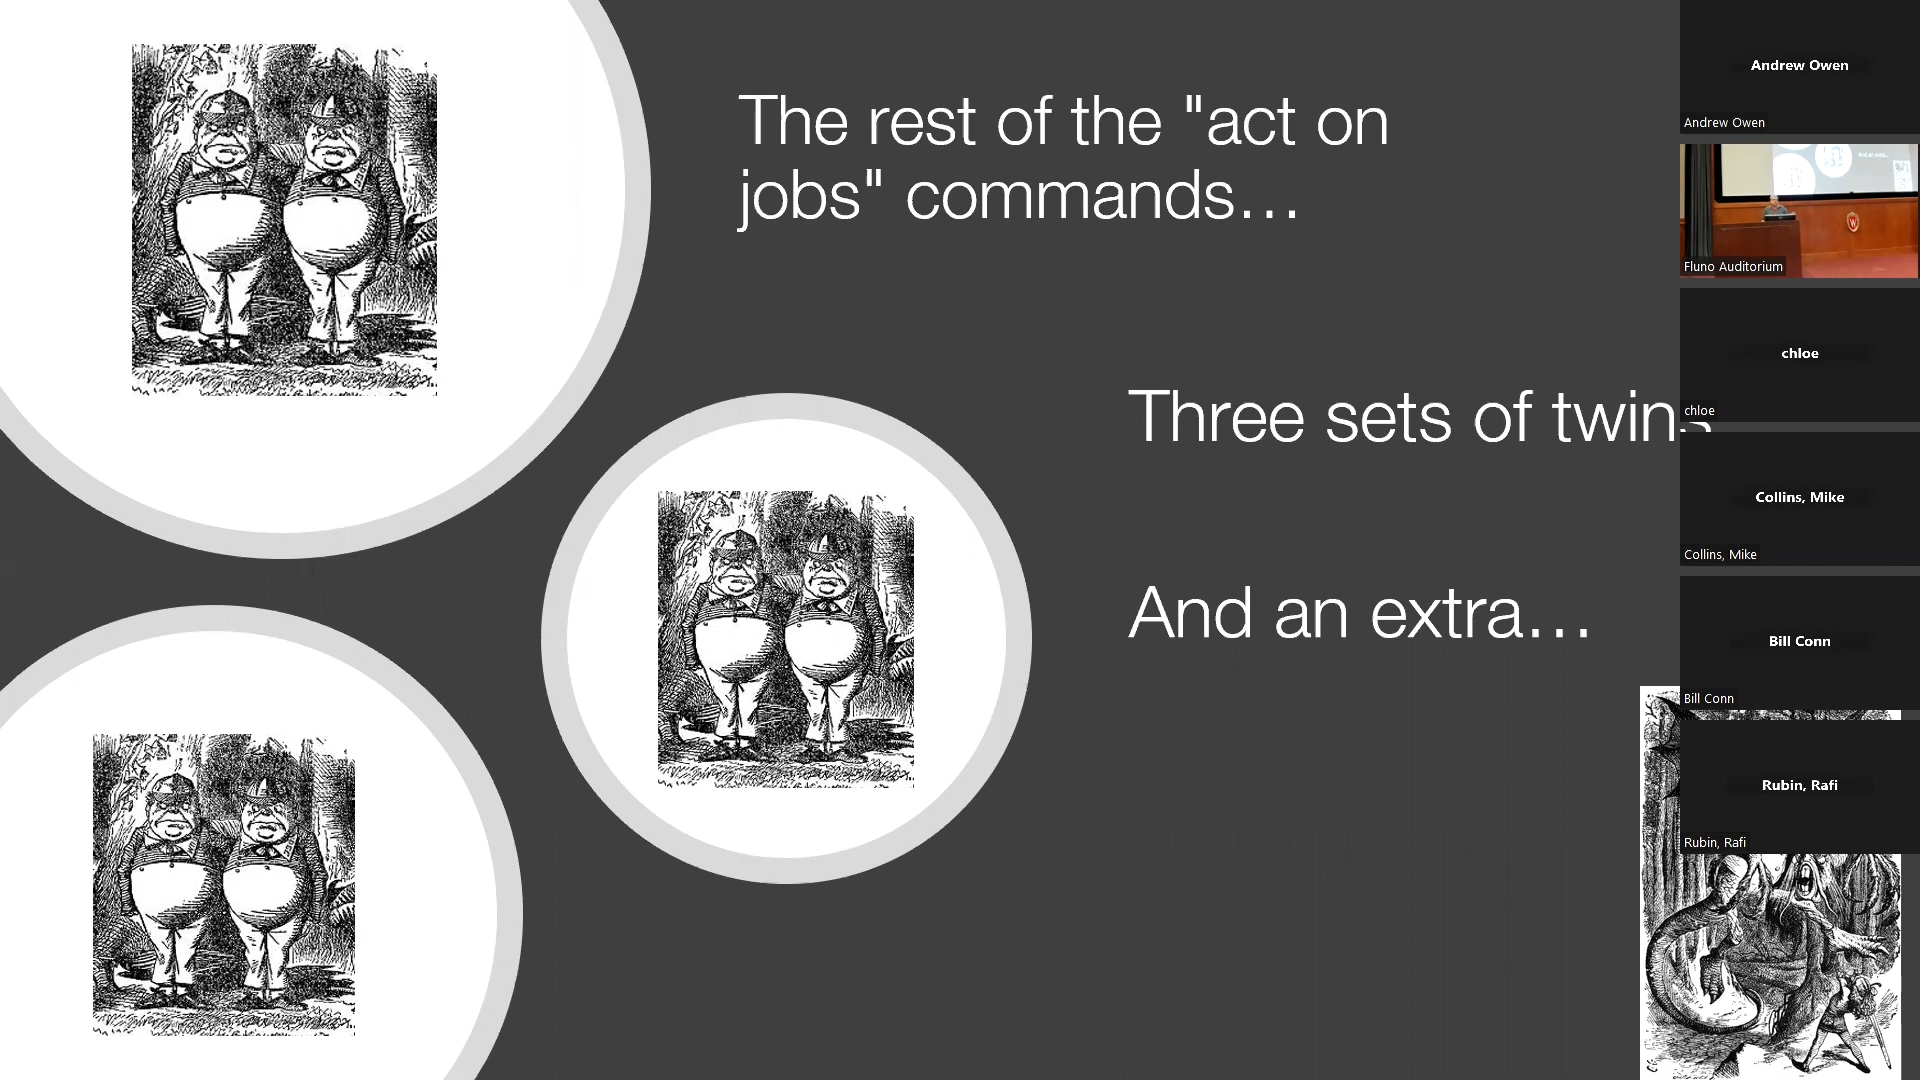 The rest of the "act on
jobs" commands…
Three sets of twins
And an extra…
Andrew Owen
Andrew Owen
Fluno Auditorium
chloe
chloe
Collins, Mike
Collins, Mike
Bill Conn
Bill Conn
Rubin, Rafi
Rubin, Rafi